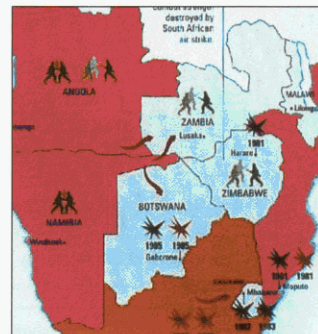 destroyed by
South African
air strike
ANGOLA
MALAWI
Lilongwe
ZAMBIA
Lusaka
1981
Harare
ZIMBABWE
NAMIBIA
Windhoek
BOTSWANA
1985 1985
Gaborone
1981 1981
Maputo
Mbabane
1982 1983